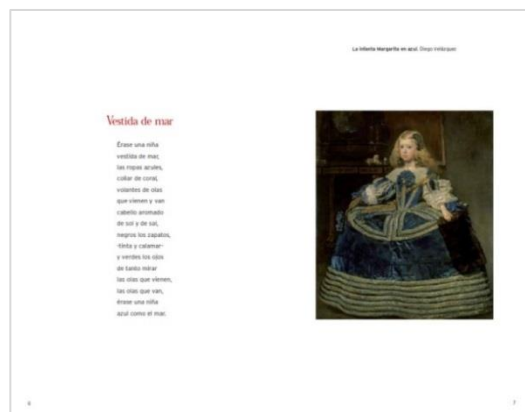 La infanta Margarita en azul. Diego Velázquez
Vestida de mar
Érase una niña
vestida de mar,
las ropas azules,
collar de coral,
volantes de olas
que vienen y van
cabello aromado
de sol y de sal,
negros los zapatos,
-tinta y calamar-
y verdes los ojos
de tanto mirar
las olas que vienen,
las olas que van,
érase una niña
azul como el mar.
6
7